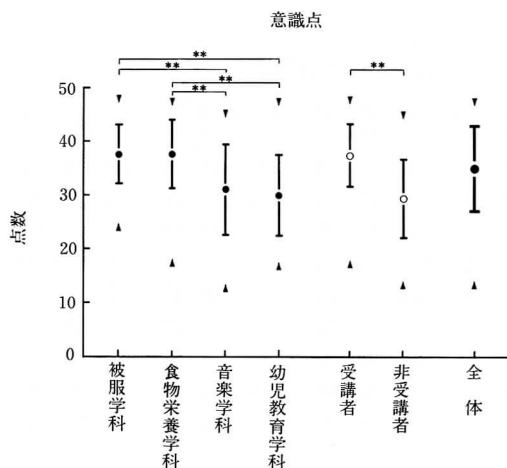 意識点
**
**
**
**
**
50
40
30
20
10
0
点数
被服学科
食物栄養学科
音楽学科
幼児教育学科
受講者
非受講者
全体